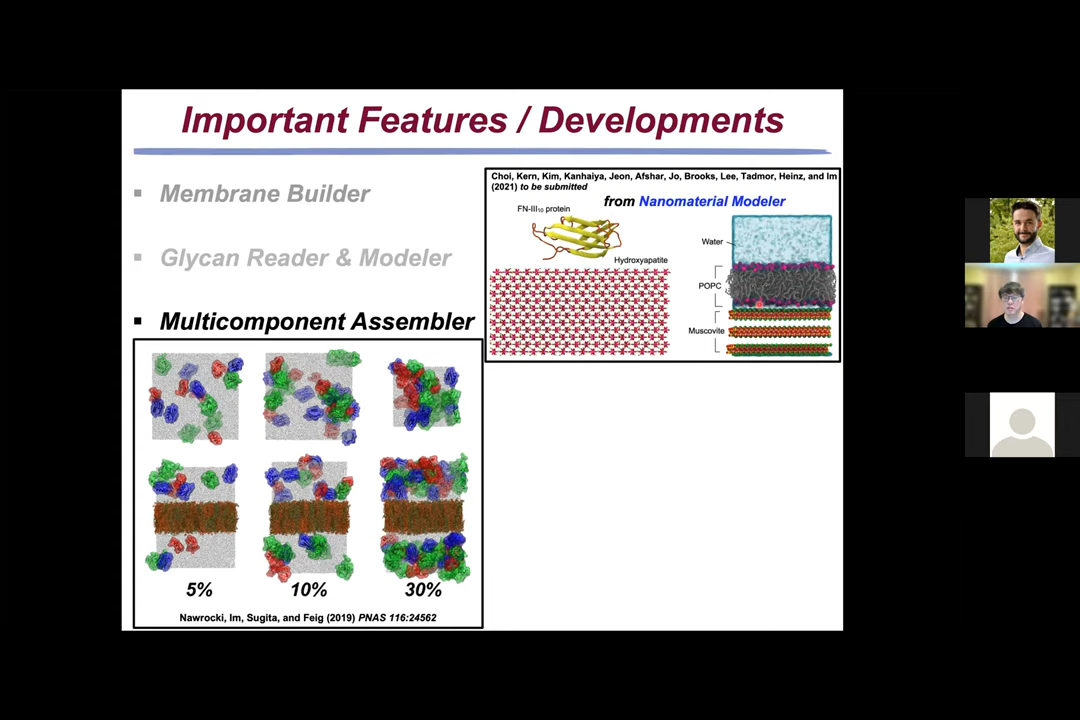 Important Features / Developments
▪ Membrane Builder
▪ Glycan Reader & Modeler
▪ Multicomponent Assembler
5% 10% 30%
Nawrocki, Im, Sugita, and Feig (2019) PNAS 116:24562
Choi, Kern, Kim, Kanhaiya, Jeon, Afshar, Jo, Brooks, Lee, Tadmor, Heinz, and Im
(2021) to be submitted
from Nanomaterial Modeler
FN-III10 protein
Hydroxyapatite
Water
POPC
Muscovite